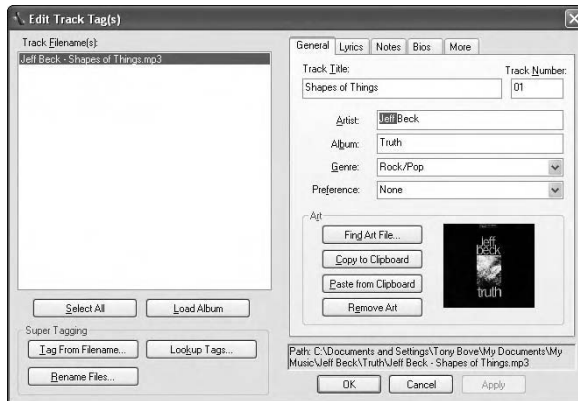 Edit Track Tag(s)
Track Filename(s):
Jeff Beck - Shapes of Things.mp3
Select All
Load Album
Super Tagging
Tag From Filename...
Lookup Tags...
Rename Files...
General
Lyrics
Notes
Bios
More
Track Title:
Track Number:
Shapes of Things
01
Artist:
Jeff Beck
Album:
Truth
Genre:
Rock/Pop
Preference:
None
Art
Find Art File...
Copy to Clipboard
Paste from Clipboard
Remove Art
jeff
beck
truth
Path: C:\Documents and Settings\Tony Bove\My Documents\My
Music\Jeff Beck\Truth\Jeff Beck - Shapes of Things.mp3
OK
Cancel
Apply